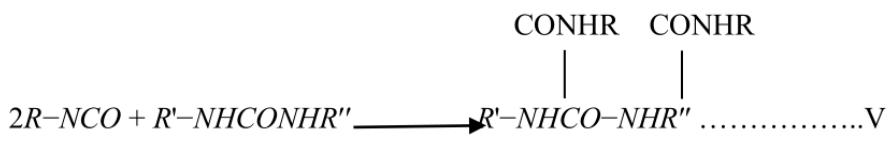 CONHR CONHR
2R−NCO + R'−NHCONHR'' R'−NHCO−NHR'' ……………..V